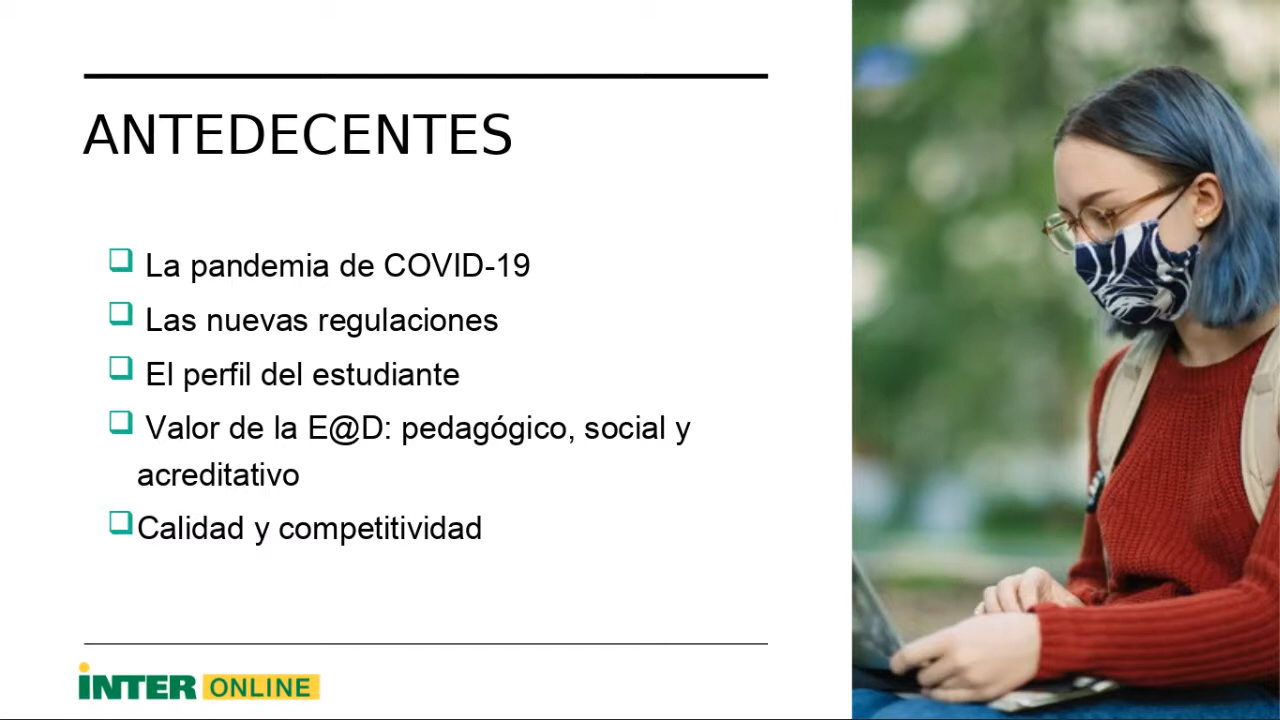 ANTEDECENTES
La pandemia de COVID-19
Las nuevas regulaciones
El perfil del estudiante
Valor de la E@D: pedagógico, social y
acreditativo
Calidad y competitividad
iNTER ONLINE